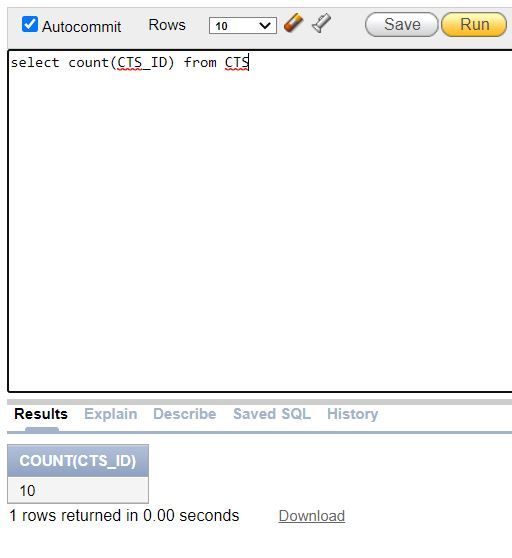 Autocommit Rows 10 Save Run
select count(CTS_ID) from CTS
Results Explain Describe Saved SQL History
COUNT(CTS_ID)
10
1 rows returned in 0.00 seconds Download